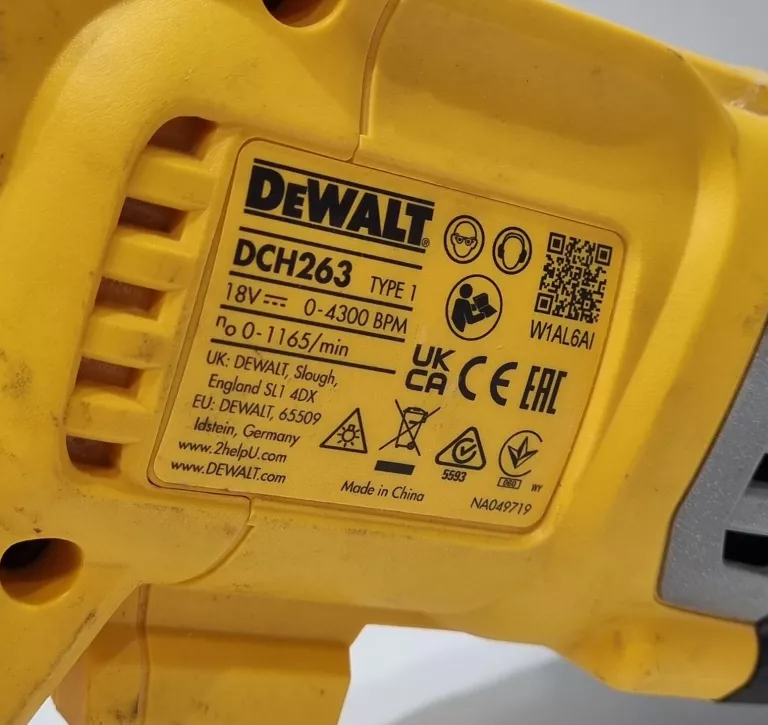 DEWALT®
DCH263 TYPE 1
18V⎓ 0-4300 BPM
n₀ 0-1165/min
UK: DEWALT, Slough,
England SL1 4DX
EU: DEWALT, 65509
Idstein, Germany
www.2helpU.com
www.DEWALT.com
W1AL6AI
UK
CA CE EAC
5593
Made in China
NA049719
WY